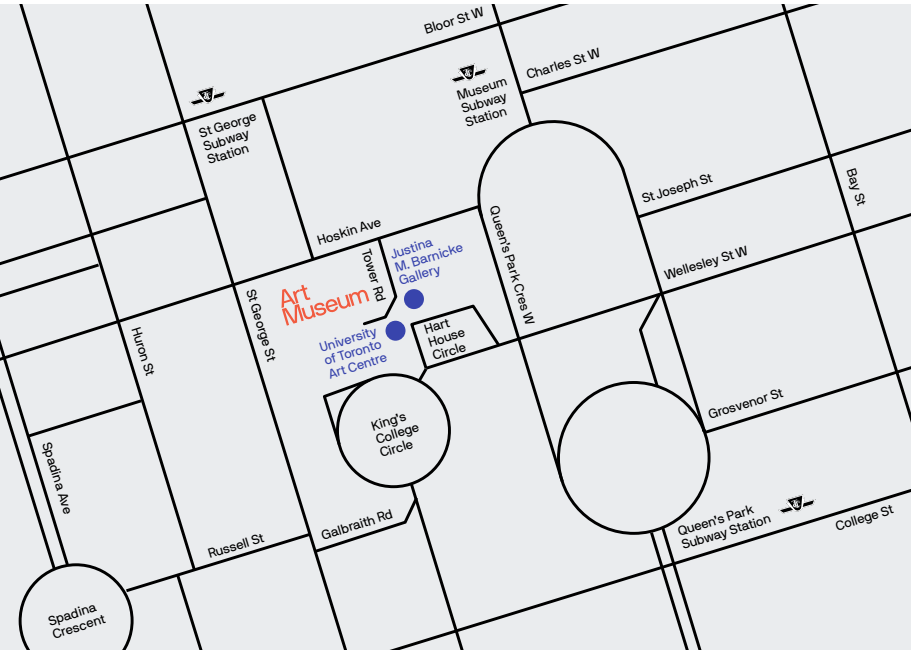 Bloor St W
Charles St W
Museum
Subway
Station
St George
Subway
Station
St Joseph St
Bay St
Hoskin Ave
Queen's Park Cres W
Tower Rd
Justina
M. Barnicke
Gallery
Wellesley St W
Art
Museum
St George St
Huron St
University
of Toronto
Art Centre
Hart
House
Circle
King's
College
Circle
Grosvenor St
Spadina Ave
Galbraith Rd
Queen's Park
Subway Station
College St
Russell St
Spadina
Crescent